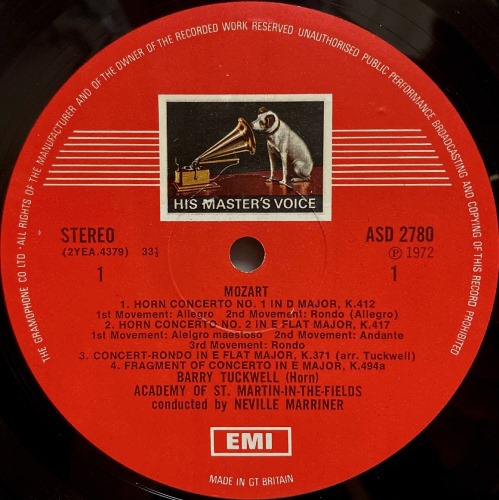 THE GRAMOPHONE CO LTD · ALL RIGHTS OF THE MANUFACTURER AND OF THE OWNER OF THE RECORDED WORK RESERVED UNAUTHORISED PUBLIC PERFORMANCE BROADCASTING AND COPYING OF THIS RECORD PROHIBITED
HIS MASTER'S VOICE
STEREO
(2YEA.4379) 33⅓
1
ASD 2780
Ⓟ 1972
1
MOZART
1. HORN CONCERTO NO. 1 IN D MAJOR, K.412
1st Movement: Allegro 2nd Movement: Rondo (Allegro)
2. HORN CONCERTO NO. 2 IN E FLAT MAJOR, K.417
1st Movement: Alelgro maestoso 2nd Movement: Andante
3rd Movement: Rondo
3. CONCERT-RONDO IN E FLAT MAJOR, K.371 (arr. Tuckwell)
4. FRAGMENT OF CONCERTO IN E MAJOR, K.494a
BARRY TUCKWELL (Horn)
ACADEMY OF ST. MARTIN-IN-THE-FIELDS
conducted by NEVILLE MARRINER
EMI
MADE IN GT BRITAIN